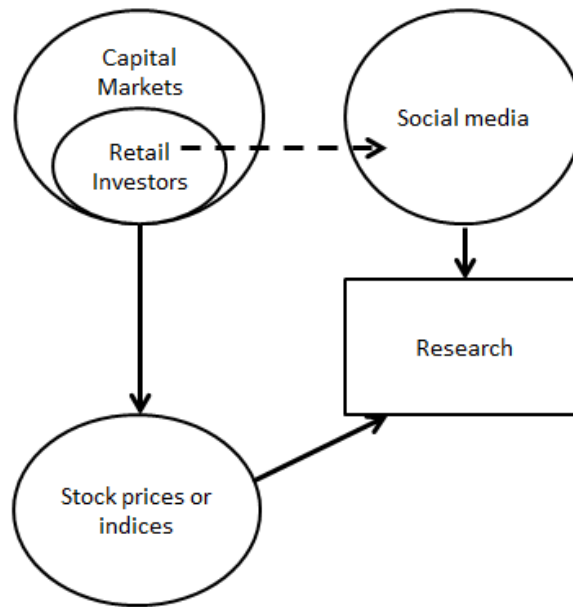 Capital
Markets
Retail
Investors
Social media
Research
Stock prices or
indices